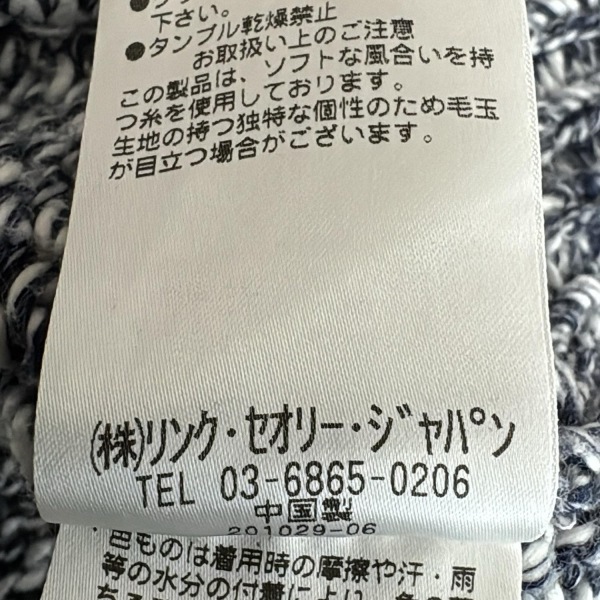 下さい。
●タンブル乾燥禁止
お取扱い上のご注意
この製品は、ソフトな風合いを持
つ糸を使用しております。
生地の持つ独特な個性のため毛玉
が目立つ場合がございます。
(株)リンク・セオリー・ジャパン
TEL 03-6865-0206
中国製
201029-06
色ものは着用時の摩擦や汗・雨
等の水分の付着により、色の